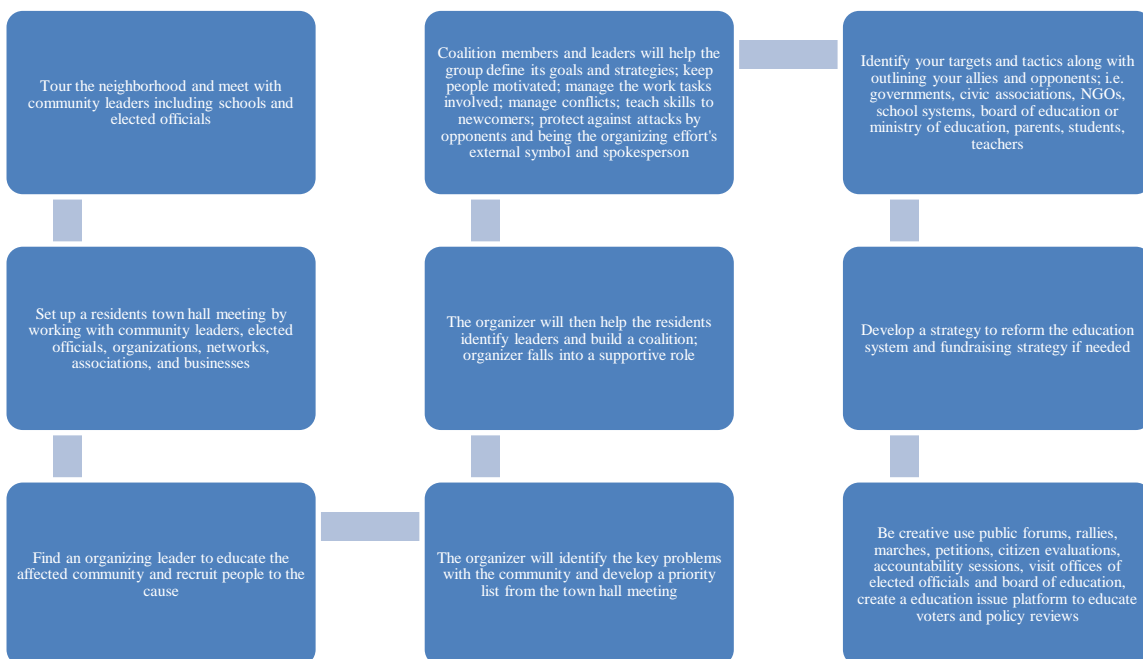 Tour the neighborhood and meet with
community leaders including schools and
elected officials
Set up a residents town hall meeting by
working with community leaders, elected
officials, organizations, networks,
associations, and businesses
Find an organizing leader to educate the
affected community and recruit people to the
cause
The organizer will identify the key problems
with the community and develop a priority
list from the town hall meeting
The organizer will then help the residents
identify leaders and build a coalition;
organizer falls into a supportive role
Coalition members and leaders will help the
group define its goals and strategies; keep
people motivated; manage the work tasks
involved; manage conflicts; teach skills to
newcomers; protect against attacks by
opponents and being the organizing effort's
external symbol and spokesperson
Identify your targets and tactics along with
outlining your allies and opponents; i.e.
governments, civic associations, NGOs,
school systems, board of education or
ministry of education, parents, students,
teachers
Develop a strategy to reform the education
system and fundraising strategy if needed
Be creative use public forums, rallies,
marches, petitions, citizen evaluations,
accountability sessions, visit offices of
elected officials and board of education,
create a education issue platform to educate
voters and policy reviews